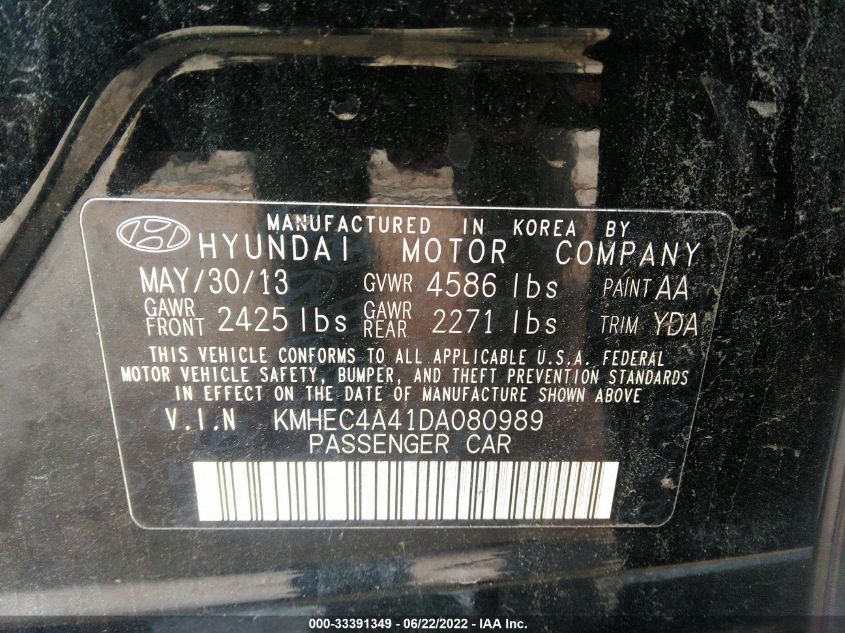 MANUFACTURED IN KOREA BY
HYUNDAI MOTOR COMPANY
MAY/30/13 GVWR 4586 lbs PAINT AA
GAWR FRONT 2425 lbs GAWR REAR 2271 lbs TRIM YDA
THIS VEHICLE CONFORMS TO ALL APPLICABLE U.S.A. FEDERAL
MOTOR VEHICLE SAFETY, BUMPER, AND THEFT PREVENTION STANDARDS
IN EFFECT ON THE DATE OF MANUFACTURE SHOWN ABOVE
V.I.N KMHEC4A41DA080989
PASSENGER CAR
000-33391349 - 06/22/2022 - IAA Inc.